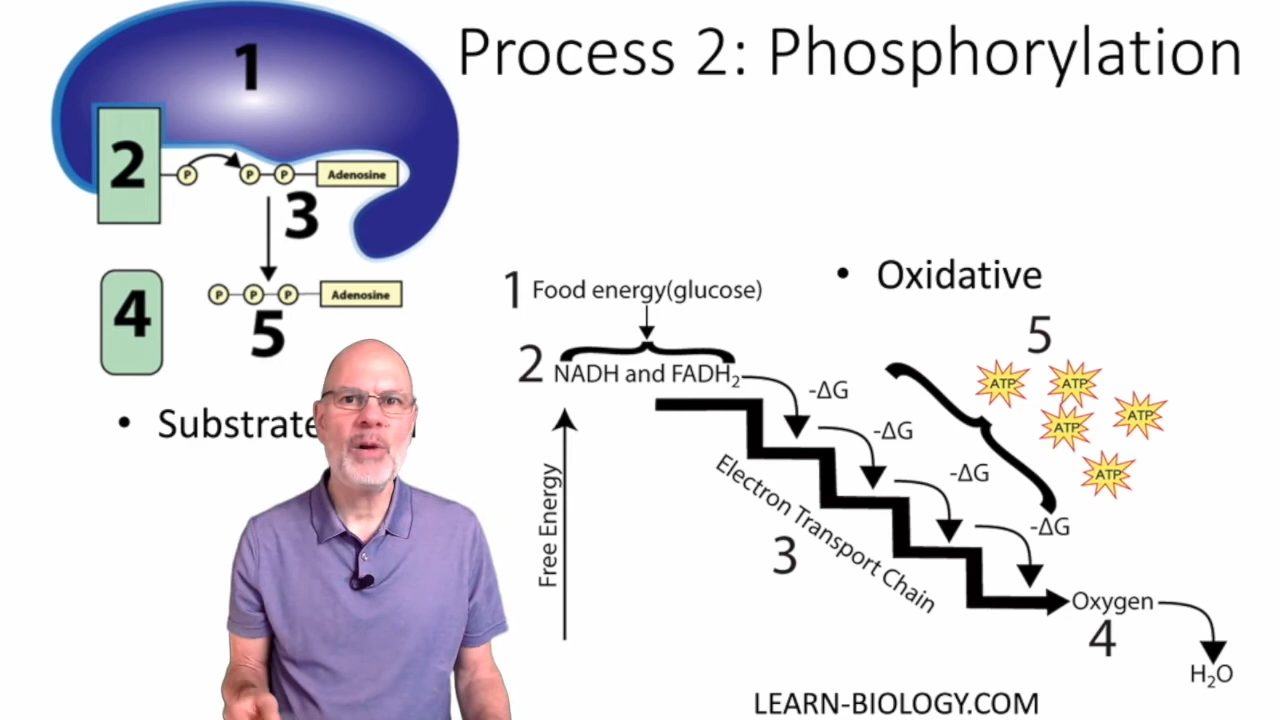 Process 2: Phosphorylation
1
2
P
P
P
Adenosine
3
4
P
P
P
Adenosine
5
• Substrate
• Oxidative
1 Food energy(glucose)
2 NADH and FADH₂
Free Energy
-ΔG
-ΔG
-ΔG
-ΔG
Electron Transport Chain
3
Oxygen
4
H₂O
5
ATP
ATP
ATP
ATP
ATP
LEARN-BIOLOGY.COM